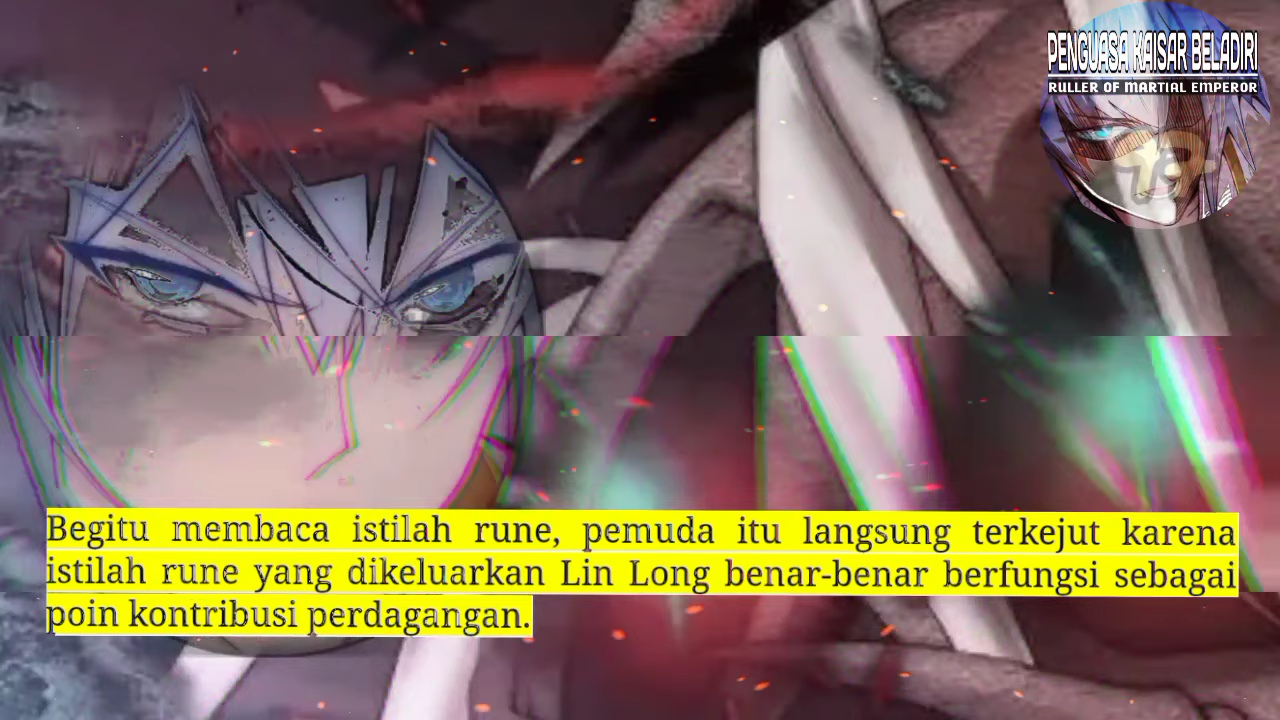 PENGUASA KAISAR BELADIRI
RULLER OF MARTIAL EMPEROR
Begitu membaca istilah rune, pemuda itu langsung terkejut karena
istilah rune yang dikeluarkan Lin Long benar-benar berfungsi sebagai
poin kontribusi perdagangan.